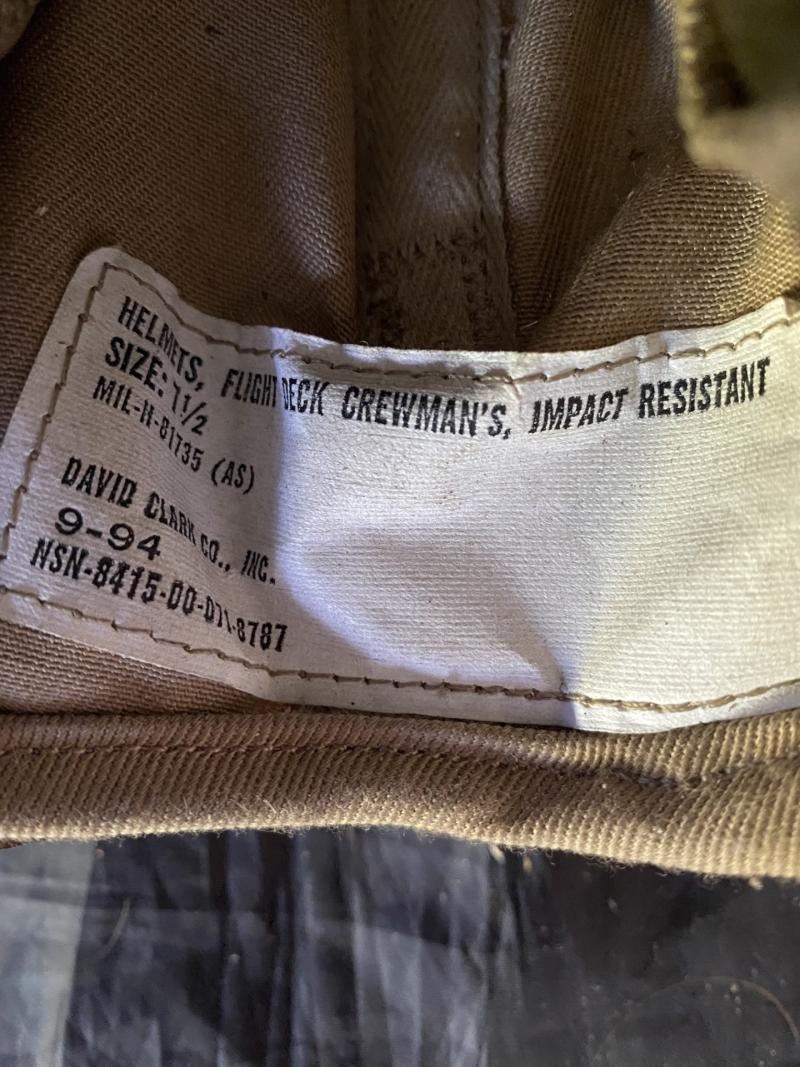 HELMETS, FLIGHT DECK CREWMAN'S, IMPACT RESISTANT
SIZE: 7 1/2
MIL-H-81735 (AS)
DAVID CLARK CO., INC.
9-94
NSN-8415-00-071-8787